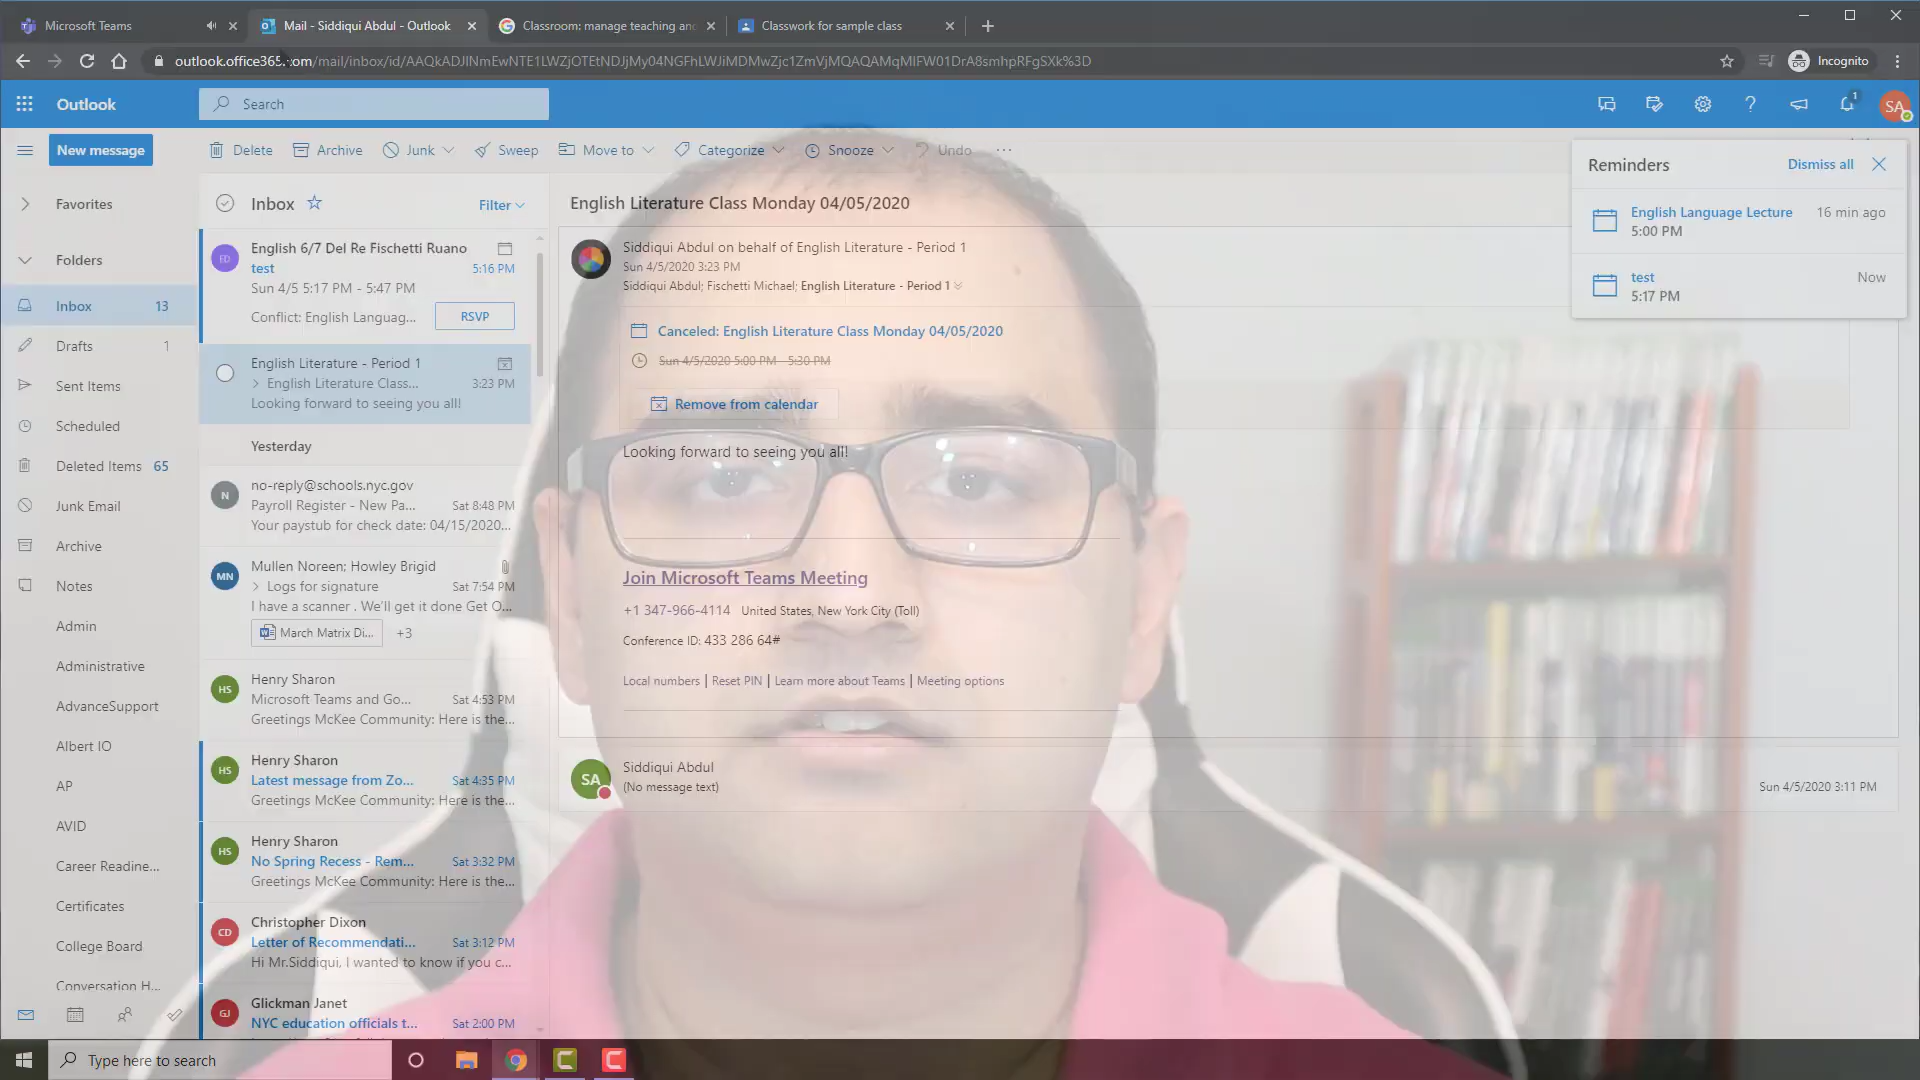 Microsoft Teams
Mail - Siddiqui Abdul - Outlook
Classroom: manage teaching and
Classwork for sample class
outlook.office365.com/mail/inbox/id/
Incognito
Outlook
Search
1
SA
New message
Delete
Archive
Junk
Sweep
Move to
Categorize
Snooze
Undo
Favorites
Folders
Inbox 13
Drafts 1
Sent Items
Scheduled
Deleted Items 65
Junk Email
Archive
Notes
Admin
Administrative
AdvanceSupport
Albert IO
AP
AVID
Career Readine...
Certificates
College Board
Conversation H...
Inbox
Filter
ED
English 6/7 Del Re Fischetti Ruano
test 5:16 PM
Sun 4/5 5:17 PM - 5:47 PM
Conflict: English Languag...
RSVP
English Literature - Period 1
English Literature Class... 3:23 PM
Looking forward to seeing you all!
Yesterday
N
no-reply@schools.nyc.gov
Payroll Register - New Pa... Sat 8:48 PM
Your paystub for check date: 04/15/2020...
MN
Mullen Noreen; Howley Brigid
Logs for signature Sat 7:54 PM
I have a scanner . We'll get it done Get O...
March Matrix Di... +3
HS
Henry Sharon
Microsoft Teams and Go... Sat 4:53 PM
Greetings McKee Community: Here is the...
HS
Henry Sharon
Latest message from Zo... Sat 4:35 PM
Greetings McKee Community: Here is the...
HS
Henry Sharon
No Spring Recess - Rem... Sat 3:32 PM
Greetings McKee Community: Here is the...
CD
Christopher Dixon
Letter of Recommendati... Sat 3:12 PM
Hi Mr.Siddiqui, I wanted to know if you c...
GJ
Glickman Janet
NYC education officials t... Sat 2:00 PM
English Literature Class Monday 04/05/2020
Siddiqui Abdul on behalf of English Literature - Period 1
Sun 4/5/2020 3:23 PM
Siddiqui Abdul; Fischetti Michael; English Literature - Period 1
Canceled: English Literature Class Monday 04/05/2020
Sun 4/5/2020 5:00 PM - 5:30 PM
Remove from calendar
Looking forward to seeing you all!
Join Microsoft Teams Meeting
+1 347-966-4114 United States, New York City (Toll)
Conference ID: 433 286 64#
Local numbers | Reset PIN | Learn more about Teams | Meeting options
SA
Siddiqui Abdul
(No message text)
Sun 4/5/2020 3:11 PM
Reminders
Dismiss all
English Language Lecture 16 min ago
5:00 PM
test Now
5:17 PM
Type here to search